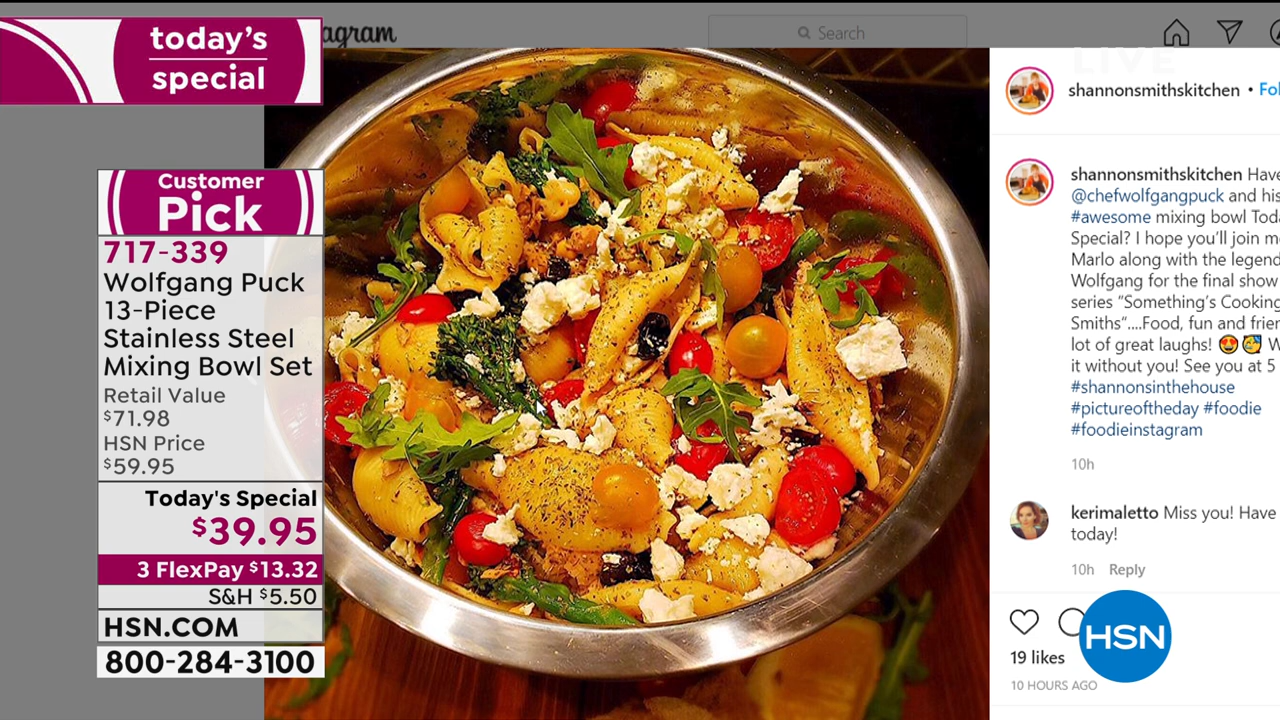 today's
special
agram
Search
LIVE
Customer
Pick
717-339
Wolfgang Puck
13-Piece
Stainless Steel
Mixing Bowl Set
Retail Value
$71.98
HSN Price
$59.95
Today's Special
$39.95
3 FlexPay $13.32
S&H $5.50
HSN.COM
800-284-3100
shannonsmithskitchen • Fol
shannonsmithskitchen Have
@chefwolfgangpuck and his
#awesome mixing bowl Toda
Special? I hope you'll join me
Marlo along with the legend
Wolfgang for the final show
series "Something's Cooking
Smiths"....Food, fun and frien
lot of great laughs! 😍🥳 W
it without you! See you at 5
#shannonsinthehouse
#pictureoftheday #foodie
#foodieinstagram
10h
kerimaletto Miss you! Have
today!
10h Reply
HSN
19 likes
10 HOURS AGO